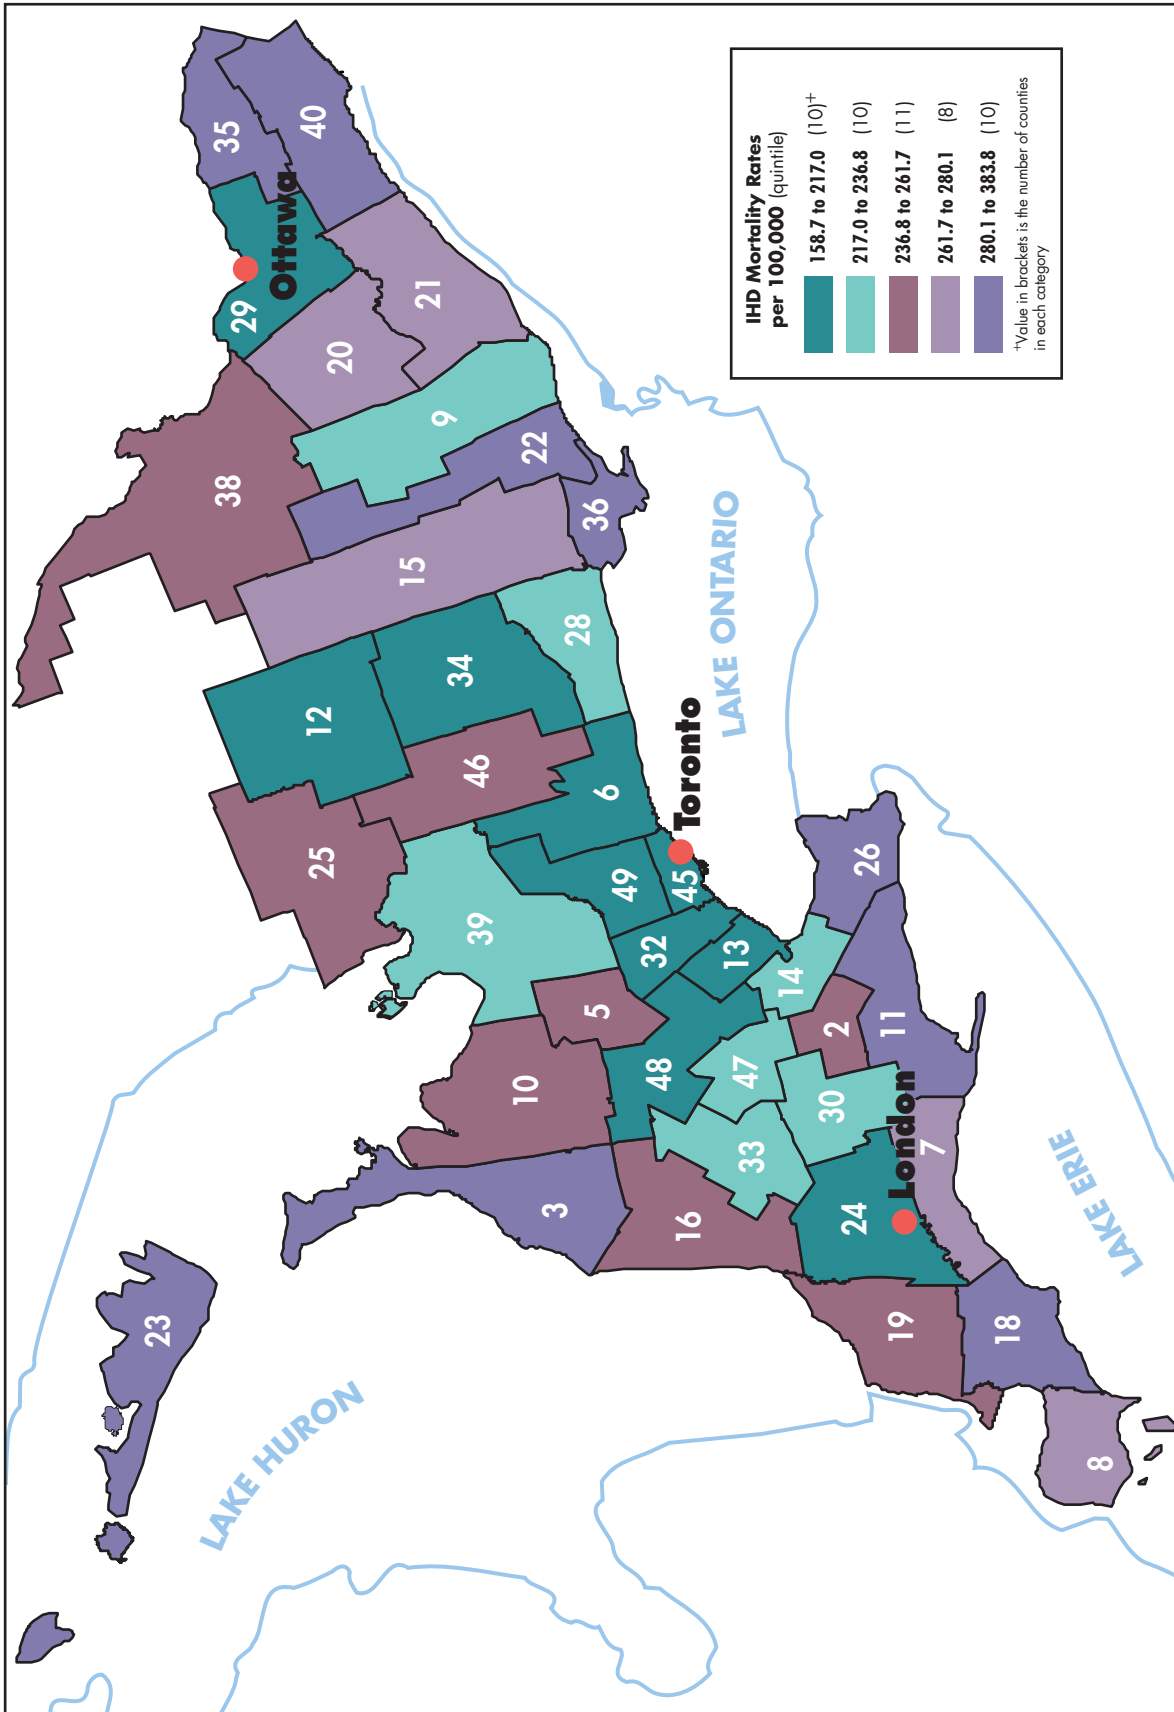 35
40
29
Ottawa
20
21
38
9
22
36
15
12
34
28
25
46
6
39
49
45
Toronto
32
13
14
26
5
10
48
47
2
11
30
33
3
16
24
London
7
19
18
8
23
LAKE ONTARIO
LAKE ERIE
LAKE HURON
IHD Mortality Rates
per 100,000 (quintile)
158.7 to 217.0 (10)+
217.0 to 236.8 (10)
236.8 to 261.7 (11)
261.7 to 280.1 (8)
280.1 to 383.8 (10)
+Value in brackets is the number of counties
in each category